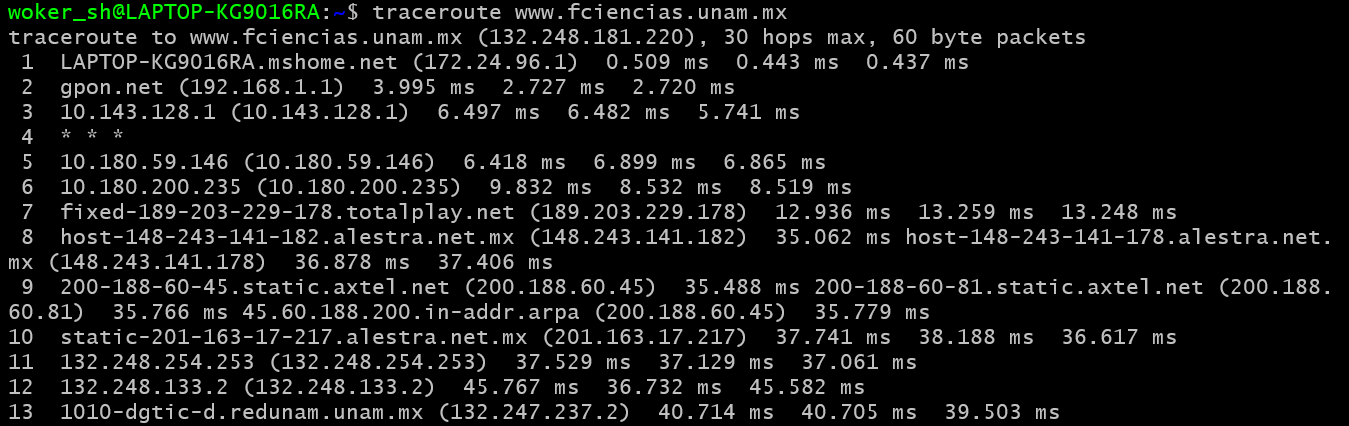 woker_sh@LAPTOP-KG9016RA:~$ traceroute www.fciencias.unam.mx
traceroute to www.fciencias.unam.mx (132.248.181.220), 30 hops max, 60 byte packets
 1  LAPTOP-KG9016RA.mshome.net (172.24.96.1)  0.509 ms  0.443 ms  0.437 ms
 2  gpon.net (192.168.1.1)  3.995 ms  2.727 ms  2.720 ms
 3  10.143.128.1 (10.143.128.1)  6.497 ms  6.482 ms  5.741 ms
 4  * * *
 5  10.180.59.146 (10.180.59.146)  6.418 ms  6.899 ms  6.865 ms
 6  10.180.200.235 (10.180.200.235)  9.832 ms  8.532 ms  8.519 ms
 7  fixed-189-203-229-178.totalplay.net (189.203.229.178)  12.936 ms  13.259 ms  13.248 ms
 8  host-148-243-141-182.alestra.net.mx (148.243.141.182)  35.062 ms host-148-243-141-178.alestra.net.
mx (148.243.141.178)  36.878 ms  37.406 ms
 9  200-188-60-45.static.axtel.net (200.188.60.45)  35.488 ms 200-188-60-81.static.axtel.net (200.188.
60.81)  35.766 ms 45.60.188.200.in-addr.arpa (200.188.60.45)  35.779 ms
10  static-201-163-17-217.alestra.net.mx (201.163.17.217)  37.741 ms  38.188 ms  36.617 ms
11  132.248.254.253 (132.248.254.253)  37.529 ms  37.129 ms  37.061 ms
12  132.248.133.2 (132.248.133.2)  45.767 ms  36.732 ms  45.582 ms
13  1010-dgtic-d.redunam.unam.mx (132.247.237.2)  40.714 ms  40.705 ms  39.503 ms